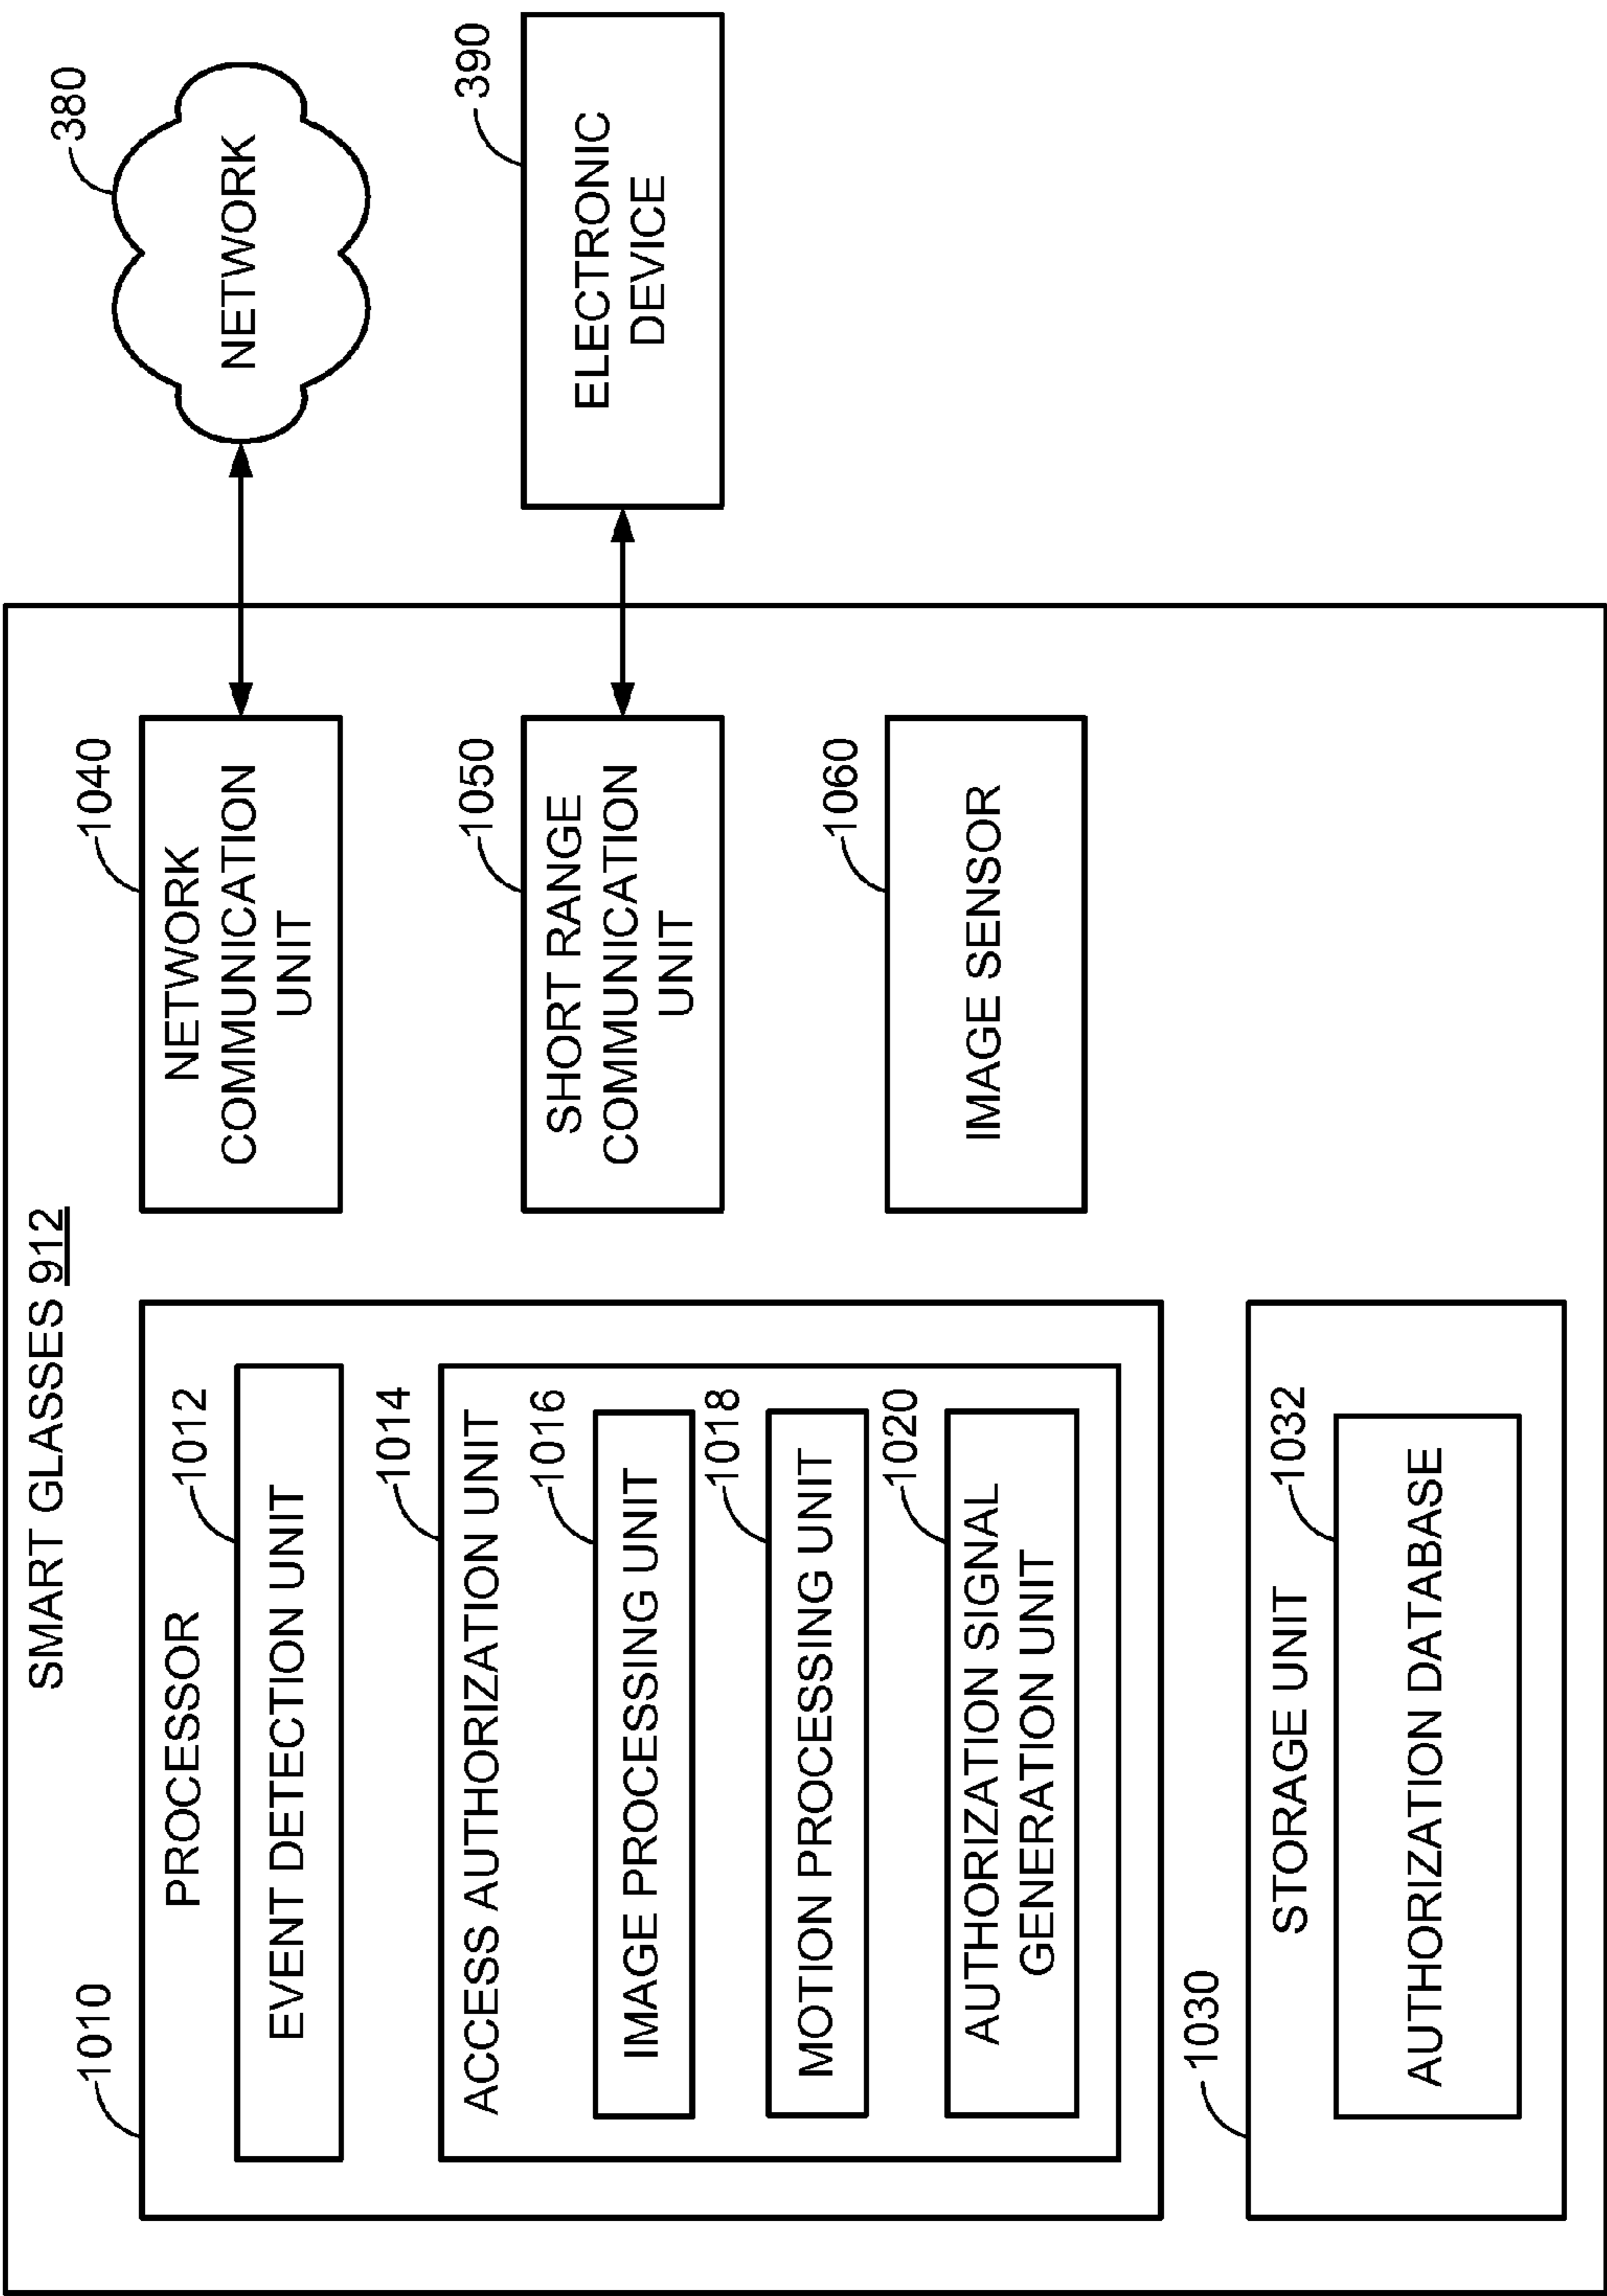 SMART GLASSES 912
1010
PROCESSOR
1012
EVENT DETECTION UNIT
1014
ACCESS AUTHORIZATION UNIT
1016
IMAGE PROCESSING UNIT
1018
MOTION PROCESSING UNIT
1020
AUTHORIZATION SIGNAL
GENERATION UNIT
1030
STORAGE UNIT
1032
AUTHORIZATION DATABASE
1040
NETWORK
COMMUNICATION
UNIT
1050
SHORT RANGE
COMMUNICATION
UNIT
1060
IMAGE SENSOR
380
NETWORK
390
ELECTRONIC
DEVICE